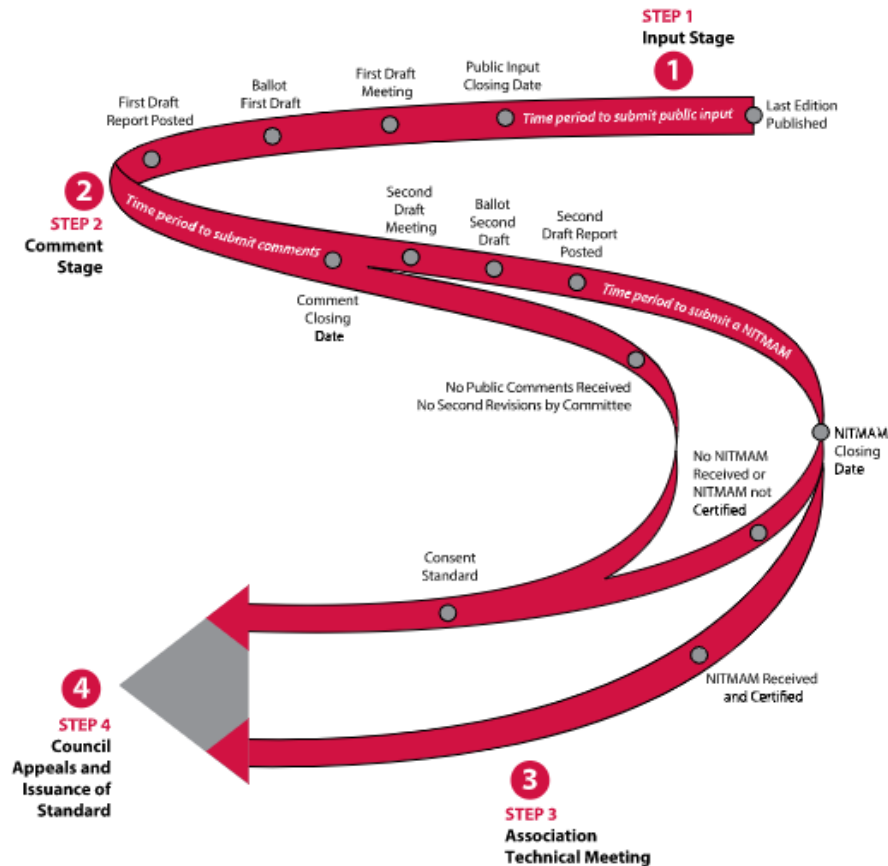 STEP 1
Input Stage
1
Last Edition
Published
Time period to submit public input
Public Input
Closing Date
First Draft
Meeting
Ballot
First Draft
First Draft
Report Posted
2
STEP 2
Comment
Stage
Time period to submit comments
Comment
Closing
Date
Second
Draft
Meeting
Ballot
Second
Draft
Second
Draft Report
Posted
Time period to submit a NITMAM
No Public Comments Received
No Second Revisions by Committee
NITMAM
Closing
Date
No NITMAM
Received or
NITMAM not
Certified
Consent
Standard
NITMAM Received
and Certified
3
STEP 3
Association
Technical Meeting
4
STEP 4
Council
Appeals and
Issuance of
Standard